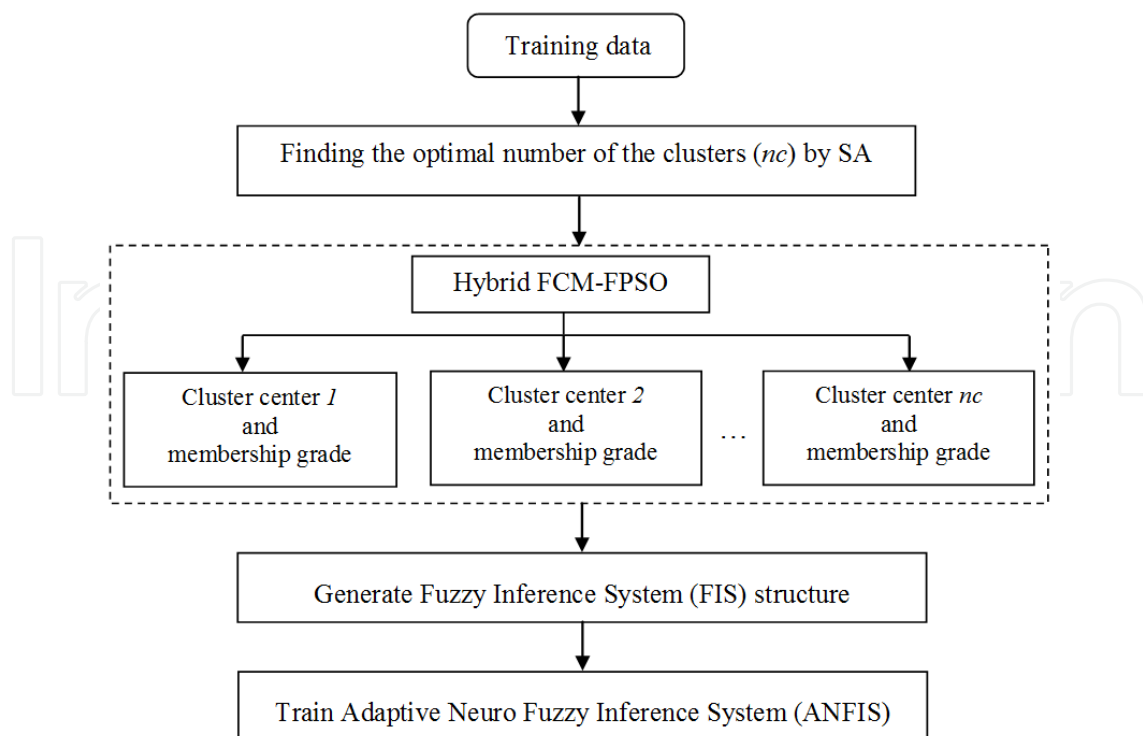 Training data
Finding the optimal number of the clusters (nc) by SA
Hybrid FCM-FPSO
Cluster center 1
and
membership grade
Cluster center 2
and
membership grade
...
Cluster center nc
and
membership grade
Generate Fuzzy Inference System (FIS) structure
Train Adaptive Neuro Fuzzy Inference System (ANFIS)